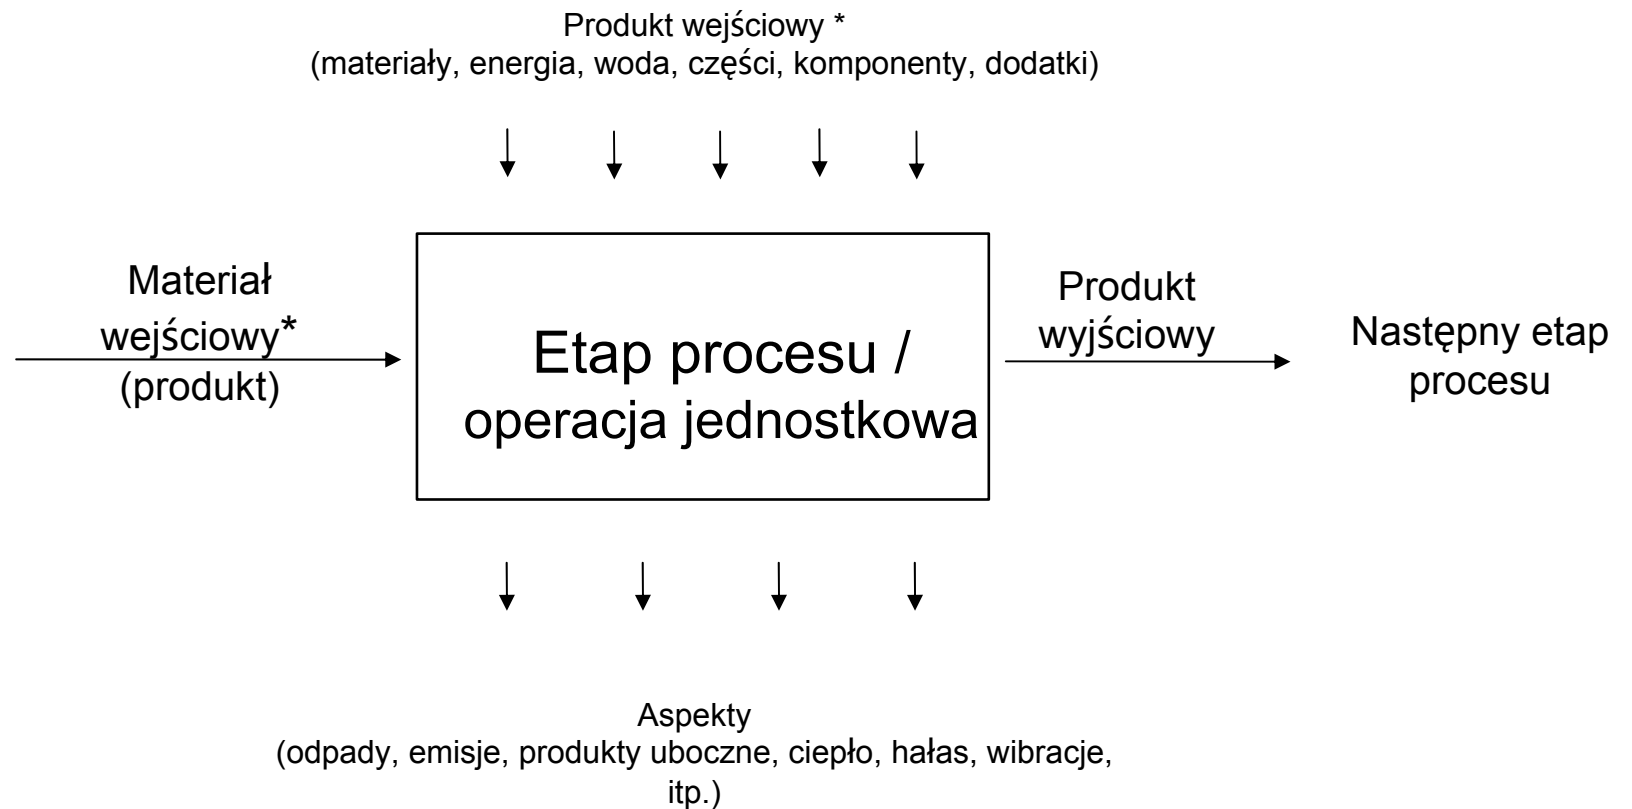 Produkt wejściowy *
(materiały, energia, woda, części, komponenty, dodatki)
Materiał
wejściowy*
(produkt)
Etap procesu /
operacja jednostkowa
Produkt
wyjściowy
Następny etap
procesu
Aspekty
(odpady, emisje, produkty uboczne, ciepło, hałas, wibracje,
itp.)